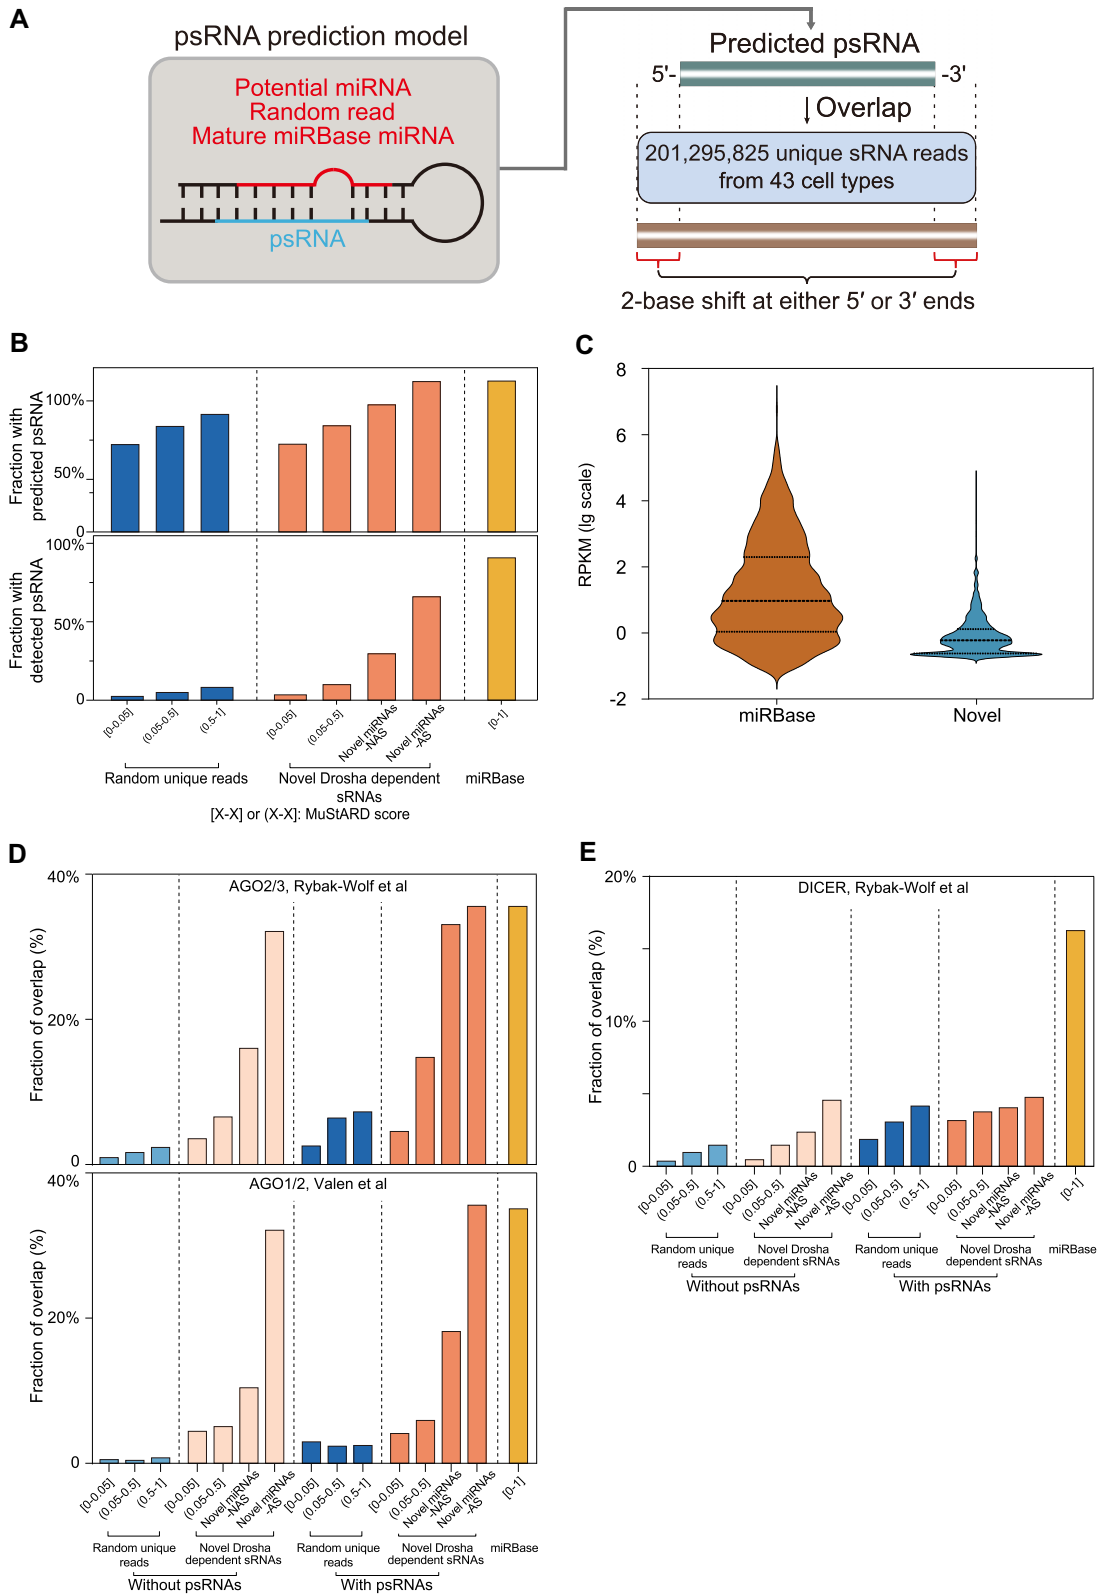 A
psRNA prediction model
Potential miRNA
Random read
Mature miRBase miRNA
psRNA
Predicted psRNA
5'-
-3'
Overlap
201,295,825 unique sRNA reads
from 43 cell types
2-base shift at either 5′ or 3′ ends
B
Fraction with
predicted psRNA
100%
50%
0
Fraction with
detected psRNA
100%
50%
0
[0-0.05]
(0.05-0.5]
(0.5-1]
[0-0.05]
(0.05-0.5]
Novel miRNAs
-NAS
Novel miRNAs
-AS
[0-1]
Random unique reads
Novel Drosha dependent
sRNAs
miRBase
[X-X] or (X-X]: MuStARD score
C
RPKM (lg scale)
8
6
4
2
0
-2
miRBase
Novel
D
AGO2/3, Rybak-Wolf et al
Fraction of overlap (%)
40%
20%
0
AGO1/2, Valen et al
Fraction of overlap (%)
40%
20%
0
[0-0.05]
(0.05-0.5]
(0.5-1]
[0-0.05]
(0.05-0.5]
Novel miRNAs
-NAS
Novel miRNAs
-AS
[0-0.05]
(0.05-0.5]
(0.5-1]
[0-0.05]
(0.05-0.5]
Novel miRNAs
-NAS
Novel miRNAs
-AS
[0-1]
Random unique
reads
Novel Drosha
dependent sRNAs
Random unique
reads
Novel Drosha
dependent sRNAs
miRBase
Without psRNAs
With psRNAs
E
DICER, Rybak-Wolf et al
Fraction of overlap (%)
20%
10%
0
[0-0.05]
(0.05-0.5]
(0.5-1]
[0-0.05]
(0.05-0.5]
Novel miRNAs
-NAS
Novel miRNAs
-AS
[0-0.05]
(0.05-0.5]
(0.5-1]
[0-0.05]
(0.05-0.5]
Novel miRNAs
-NAS
Novel miRNAs
-AS
[0-1]
Random unique
reads
Novel Drosha
dependent sRNAs
Random unique
reads
Novel Drosha
dependent sRNAs
miRBase
Without psRNAs
With psRNAs